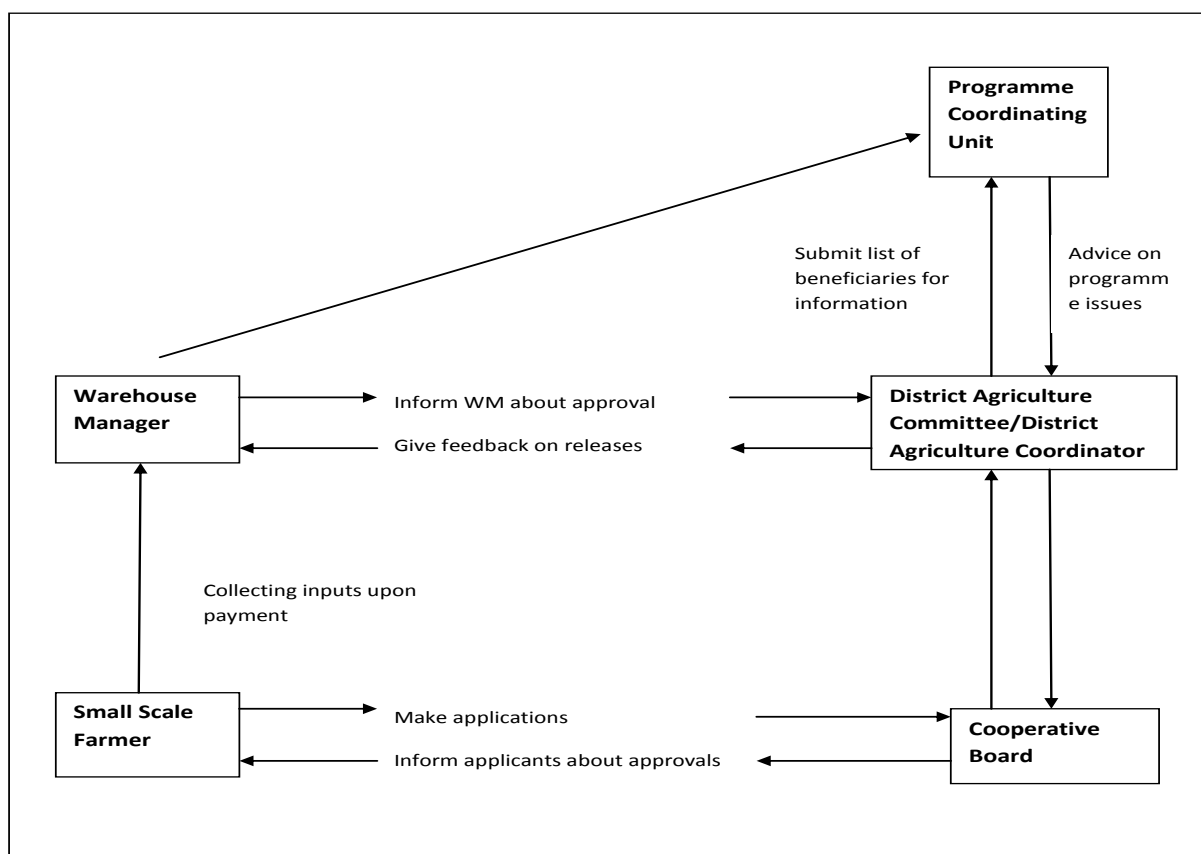 Programme
Coordinating
Unit
Submit list of
beneficiaries for
information
Advice on
programm
e issues
Warehouse
Manager
Inform WM about approval
Give feedback on releases
District Agriculture
Committee/District
Agriculture Coordinator
Collecting inputs upon
payment
Small Scale
Farmer
Make applications
Inform applicants about approvals
Cooperative
Board